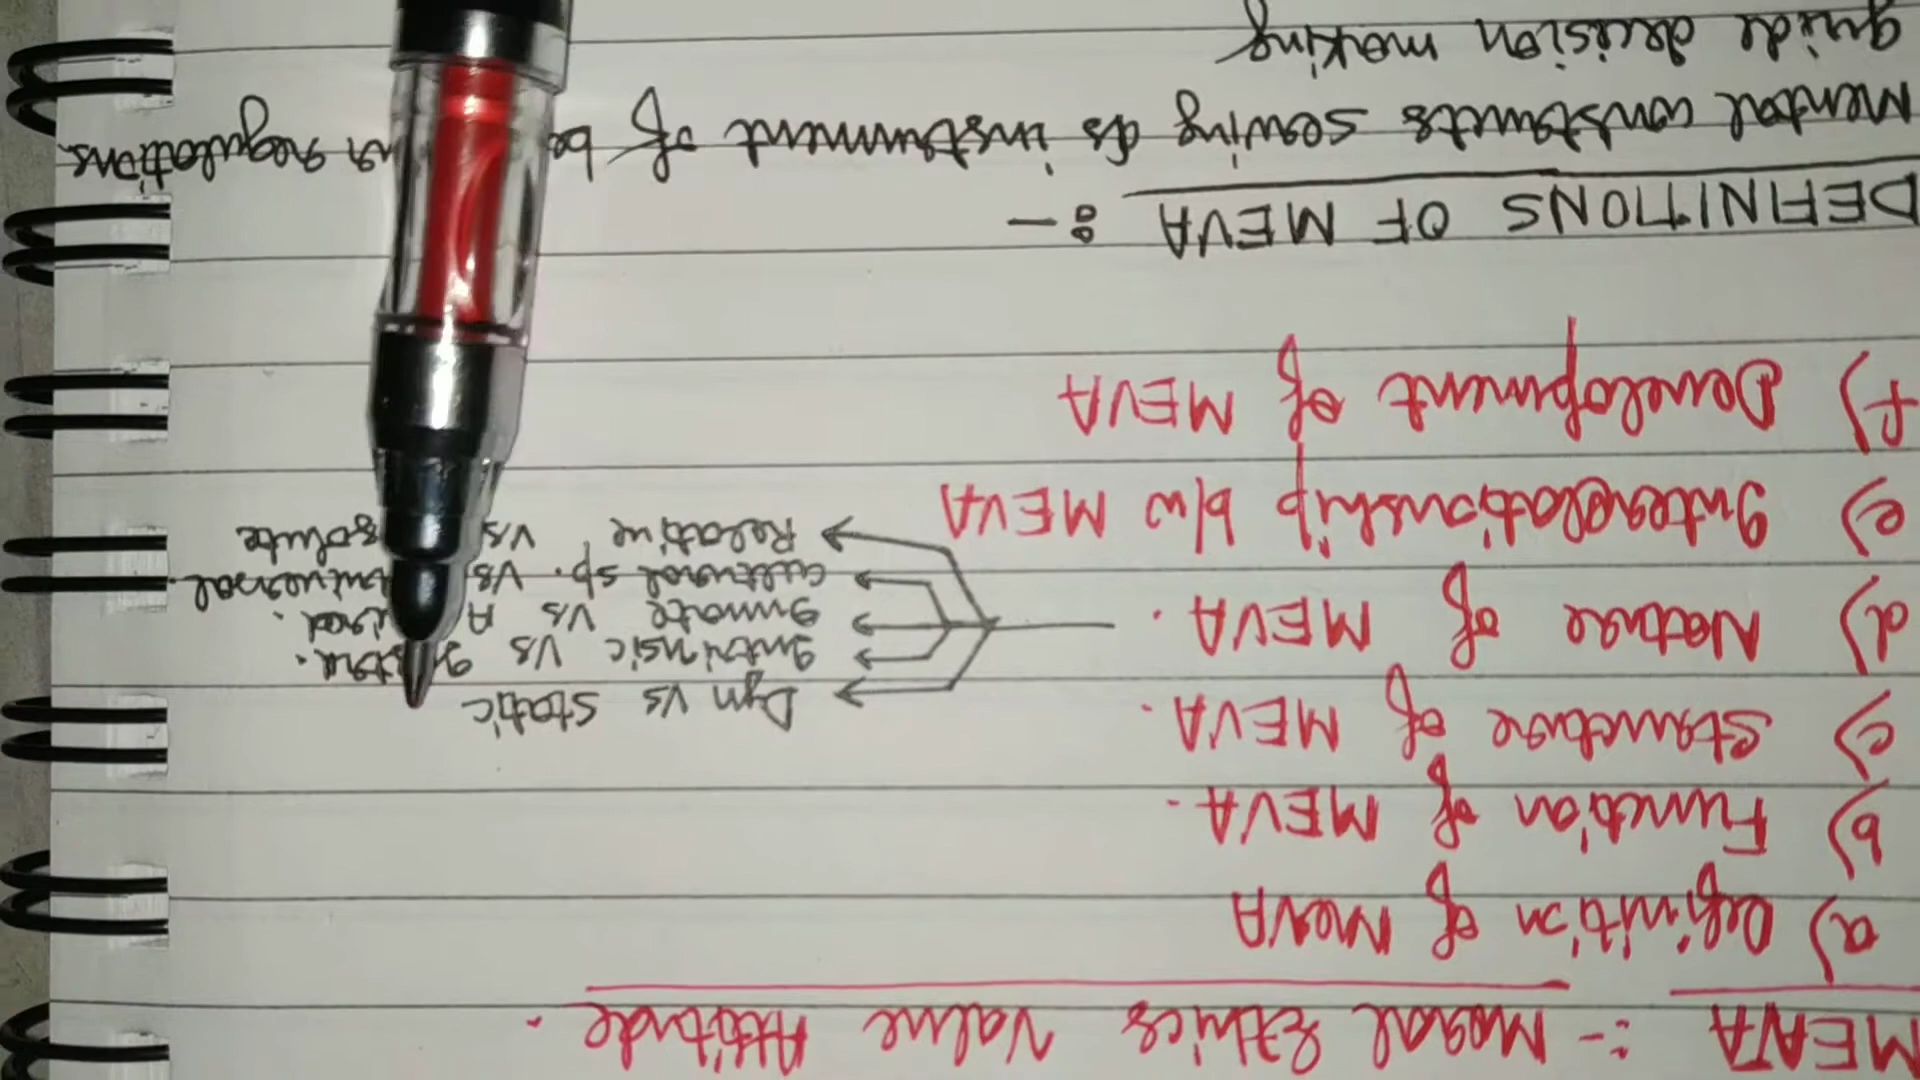 MEVA :- Moral Ethics Value Attitude.
a) Definition of MEVA
b) Function of MEVA.
c) Structure of MEVA.
d) Nature of MEVA.
Dyn vs Static
Intrinsic vs
Innate vs
cultural sp. vs
Relative vs
e) Interrelationship b/w MEVA
f) Development of MEVA
DEFINITIONS OF MEVA :-
Mental constructs serving as instrument of regulations
guide decision making